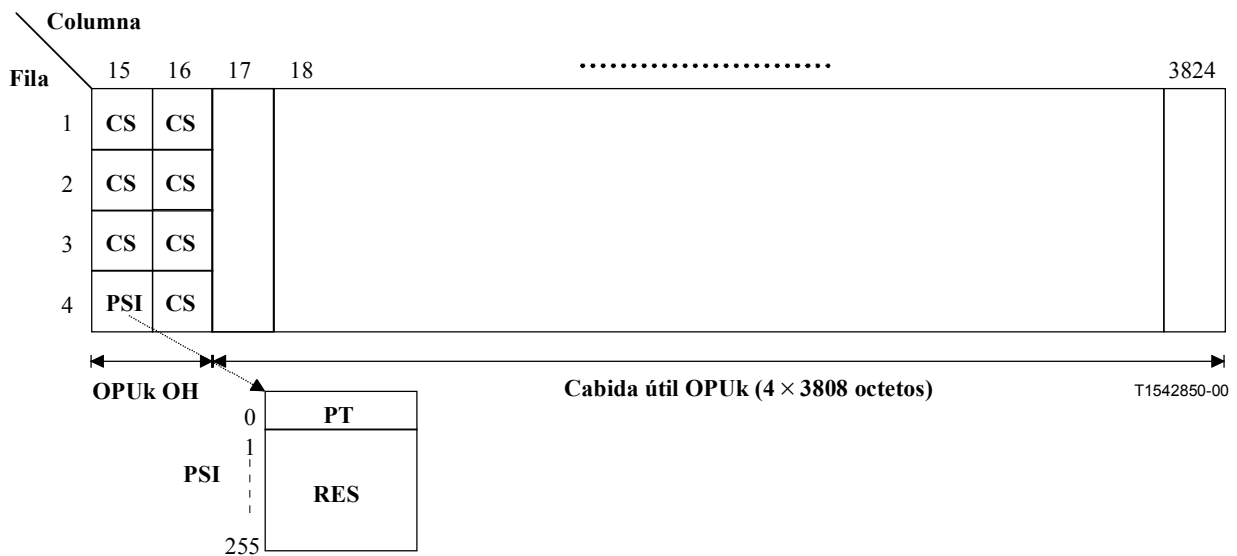 Columna
Fila
15 16 17 18 ........................ 3824
1 CS CS
2 CS CS
3 CS CS
4 PSI CS
OPUk OH
Cabida útil OPUk (4 × 3808 octetos)
T1542850-00
0 PT
1
PSI
RES
255